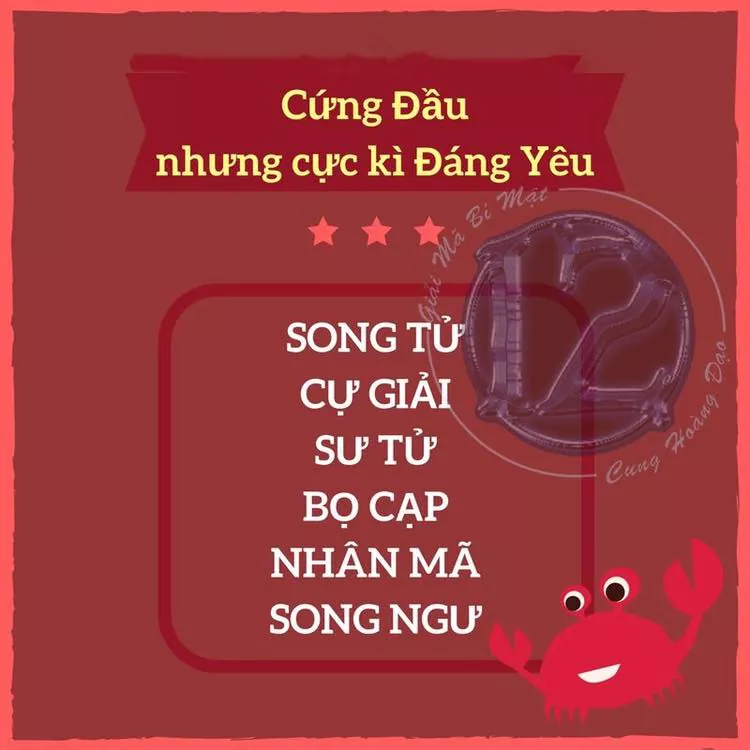 Cứng Đầu
nhưng cực kì Đáng Yêu
Giải Mã Bí Mật
12
Cung Hoàng Đạo
SONG TỬ
CỰ GIẢI
SƯ TỬ
BỌ CẠP
NHÂN MÃ
SONG NGƯ